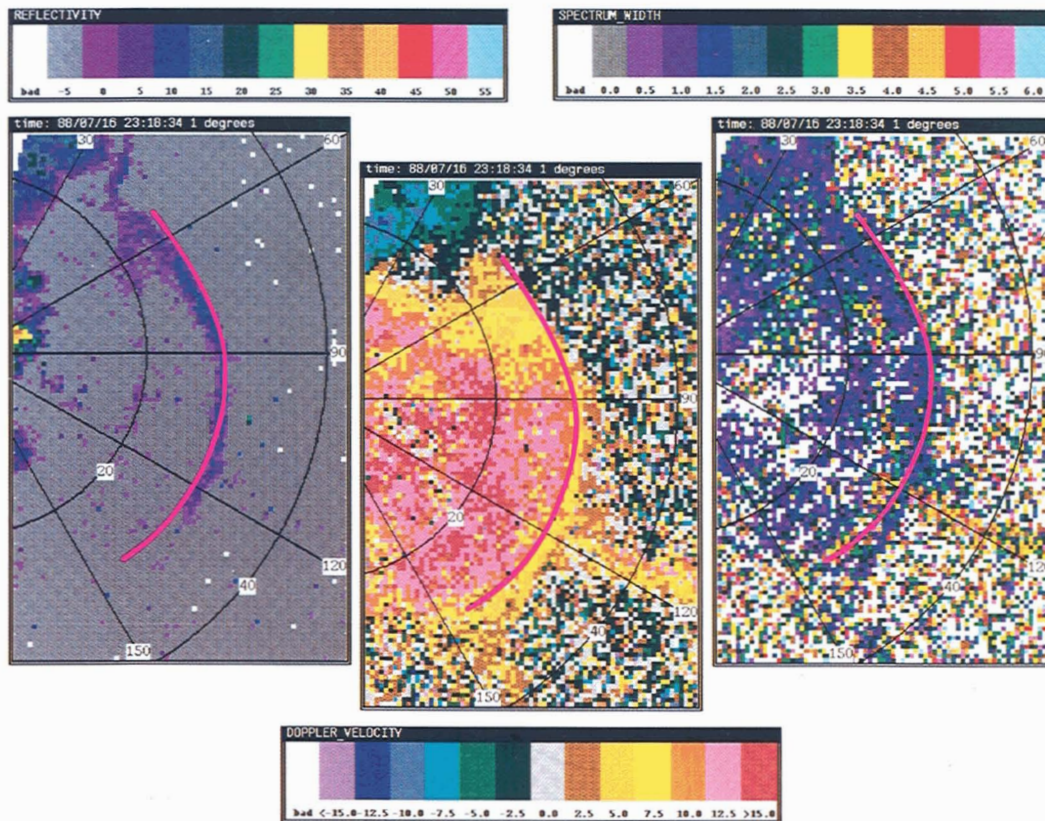 REFLECTIVITY
bad -5 0 5 10 15 20 25 30 35 40 45 50 55
SPECTRUM_WIDTH
bad 0.0 0.5 1.0 1.5 2.0 2.5 3.0 3.5 4.0 4.5 5.0 5.5 6.0
time: 88/07/16 23:18:34 1 degrees
30
60
90
20
120
40
150
time: 88/07/16 23:18:34 1 degrees
30
60
90
20
120
40
150
time: 88/07/16 23:18:34 1 degrees
30
60
90
20
120
40
150
DOPPLER_VELOCITY
bad <-15.0 -12.5 -10.0 -7.5 -5.0 -2.5 0.0 2.5 5.0 7.5 10.0 12.5 >15.0